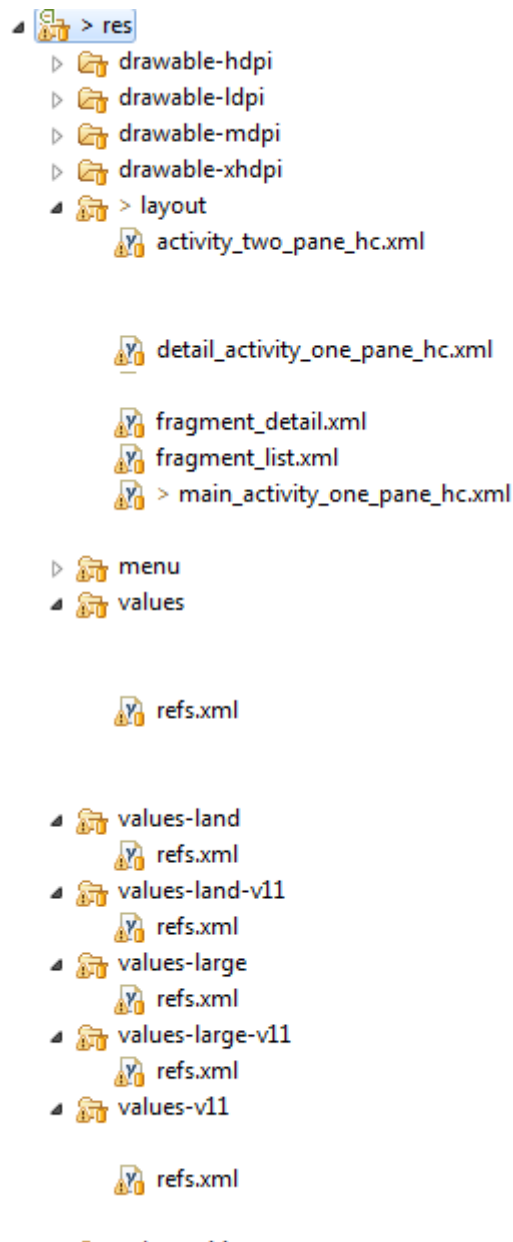 > res
drawable-hdpi
drawable-ldpi
drawable-mdpi
drawable-xhdpi
> layout
activity_two_pane_hc.xml
detail_activity_one_pane_hc.xml
fragment_detail.xml
fragment_list.xml
> main_activity_one_pane_hc.xml
menu
values
refs.xml
values-land
refs.xml
values-land-v11
refs.xml
values-large
refs.xml
values-large-v11
refs.xml
values-v11
refs.xml